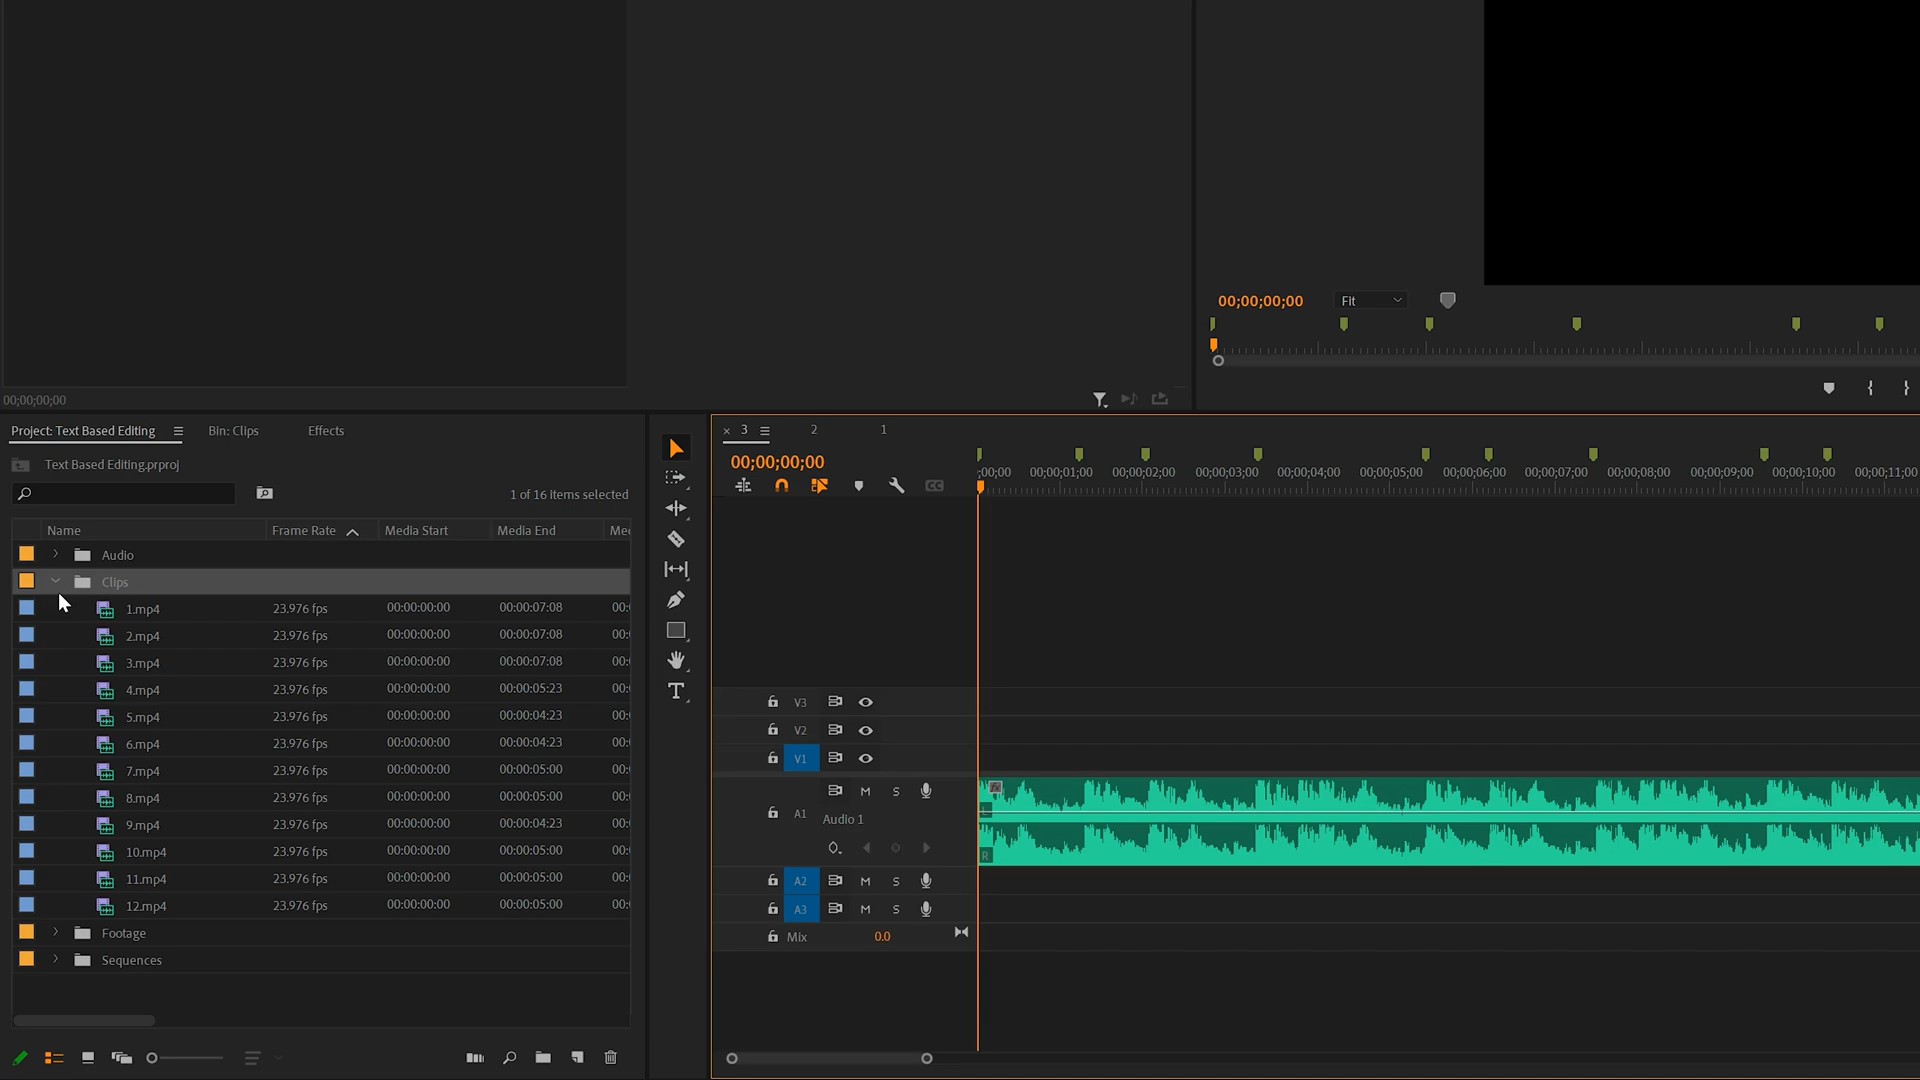 00;00;00;00
Fit
00;00;00;00
Project: Text Based Editing
Bin: Clips
Effects
Text Based Editing.prproj
1 of 16 items selected
Name
Frame Rate
Media Start
Media End
Audio
Clips
1.mp4 23.976 fps 00:00:00:00 00:00:07:08 00:
2.mp4 23.976 fps 00:00:00:00 00:00:07:08 00:
3.mp4 23.976 fps 00:00:00:00 00:00:07:08 00:
4.mp4 23.976 fps 00:00:00:00 00:00:05:23 00:
5.mp4 23.976 fps 00:00:00:00 00:00:04:23 00:
6.mp4 23.976 fps 00:00:00:00 00:00:04:23 00:
7.mp4 23.976 fps 00:00:00:00 00:00:05:00 00:
8.mp4 23.976 fps 00:00:00:00 00:00:05:00 00:
9.mp4 23.976 fps 00:00:00:00 00:00:04:23 00:
10.mp4 23.976 fps 00:00:00:00 00:00:05:00 00:
11.mp4 23.976 fps 00:00:00:00 00:00:05:00 00:
12.mp4 23.976 fps 00:00:00:00 00:00:05:00 00:
Footage
Sequences
× 3 2 1
00;00;00;00
;00;00 00;00;01;00 00;00;02;00 00;00;03;00 00;00;04;00 00;00;05;00 00;00;06;00 00;00;07;00 00;00;08;00 00;00;09;00 00;00;10;00 00;00;11;00
CC
V3
V2
V1
M S
A1 Audio 1
L
R
A2 M S
A3 M S
Mix 0.0